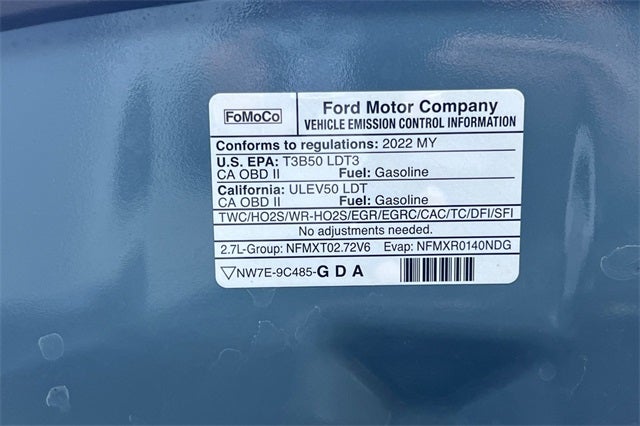 FoMoCo
Ford Motor Company
VEHICLE EMISSION CONTROL INFORMATION
Conforms to regulations: 2022 MY
U.S. EPA: T3B50 LDT3
CA OBD II Fuel: Gasoline
California: ULEV50 LDT
CA OBD II Fuel: Gasoline
TWC/HO2S/WR-HO2S/EGR/EGRC/CAC/TC/DFI/SFI
No adjustments needed.
2.7L-Group: NFMXT02.72V6 Evap: NFMXR0140NDG
▽NW7E-9C485-GDA